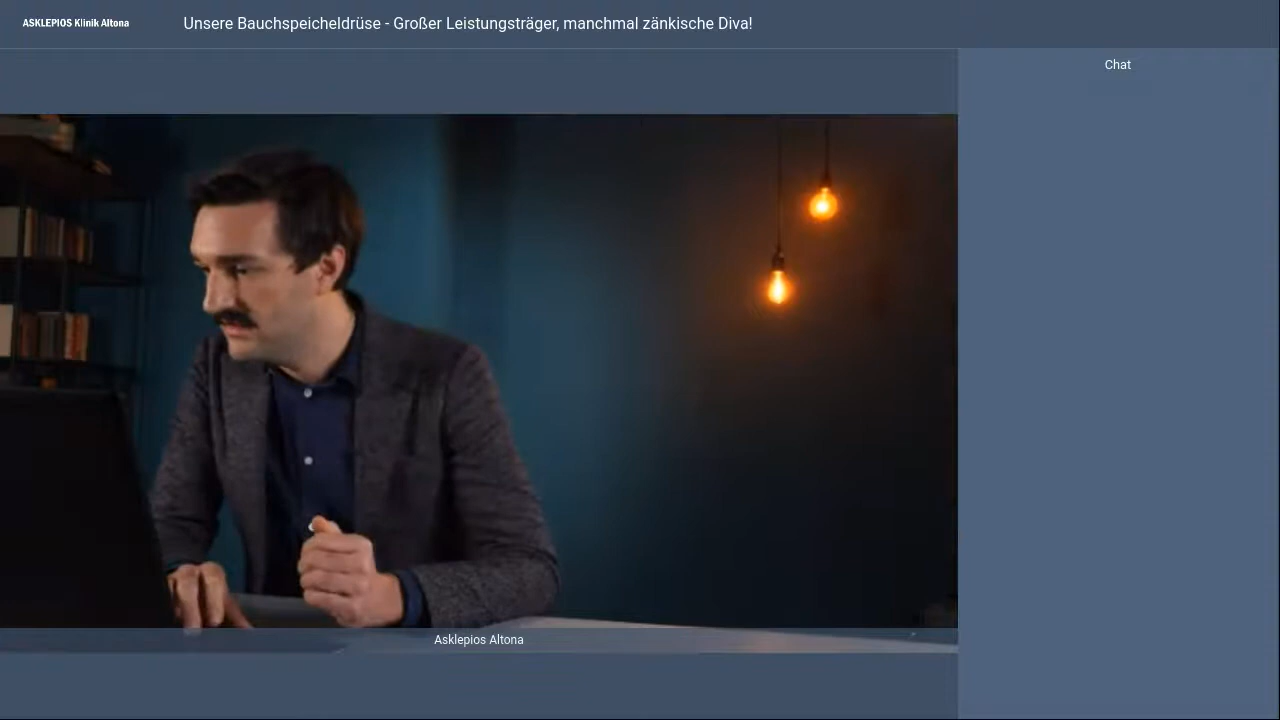 ASKLEPIOS Klinik Altona
Unsere Bauchspeicheldrüse - Großer Leistungsträger, manchmal zänkische Diva!
Chat
Asklepios Altona